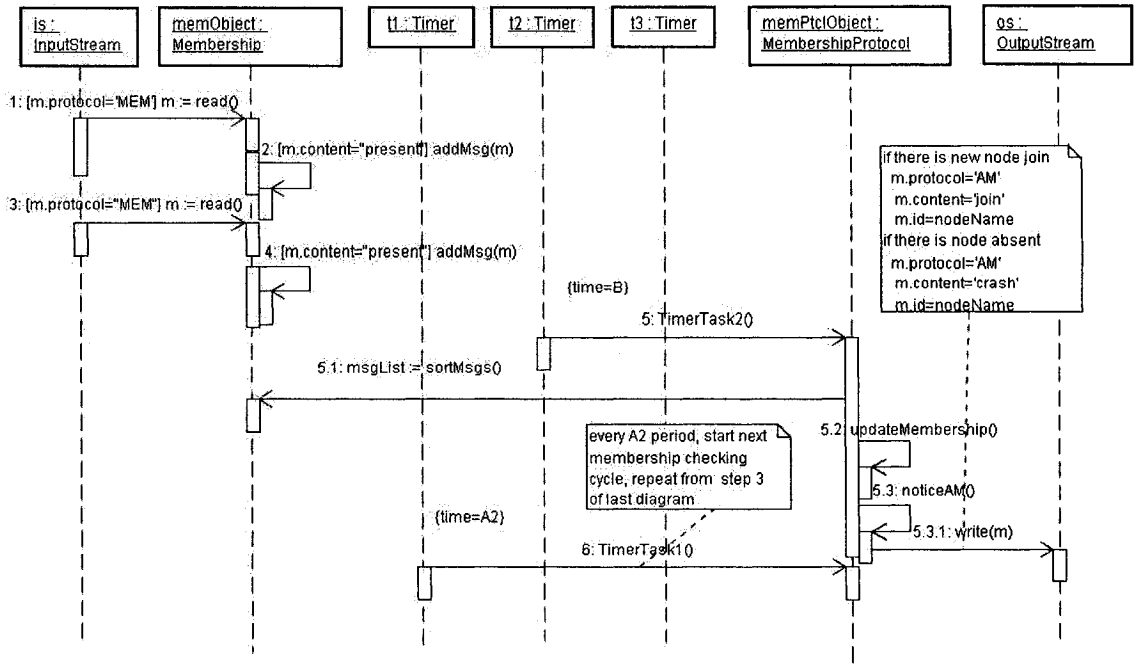 is :
InputStream
memObject :
Membership
t1 : Timer
t2 : Timer
t3 : Timer
memPtclObject :
MembershipProtocol
os :
OutputStream
1: [m.protocol='MEM'] m := read()
2: [m.content="present"] addMsg(m)
3: [m.protocol="MEM"] m := read()
4: [m.content="present"] addMsg(m)
if there is new node join
m.protocol='AM'
m.content='join'
m.id=nodeName
if there is node absent
m.protocol='AM'
m.content='crash'
m.id=nodeName
{time=B}
5: TimerTask2()
5.1: msgList := sortMsgs()
every A2 period, start next
membership checking
cycle, repeat from step 3
of last diagram
5.2: updateMembership()
5.3: noticeAM()
{time=A2}
5.3.1: write(m)
6: TimerTask1()